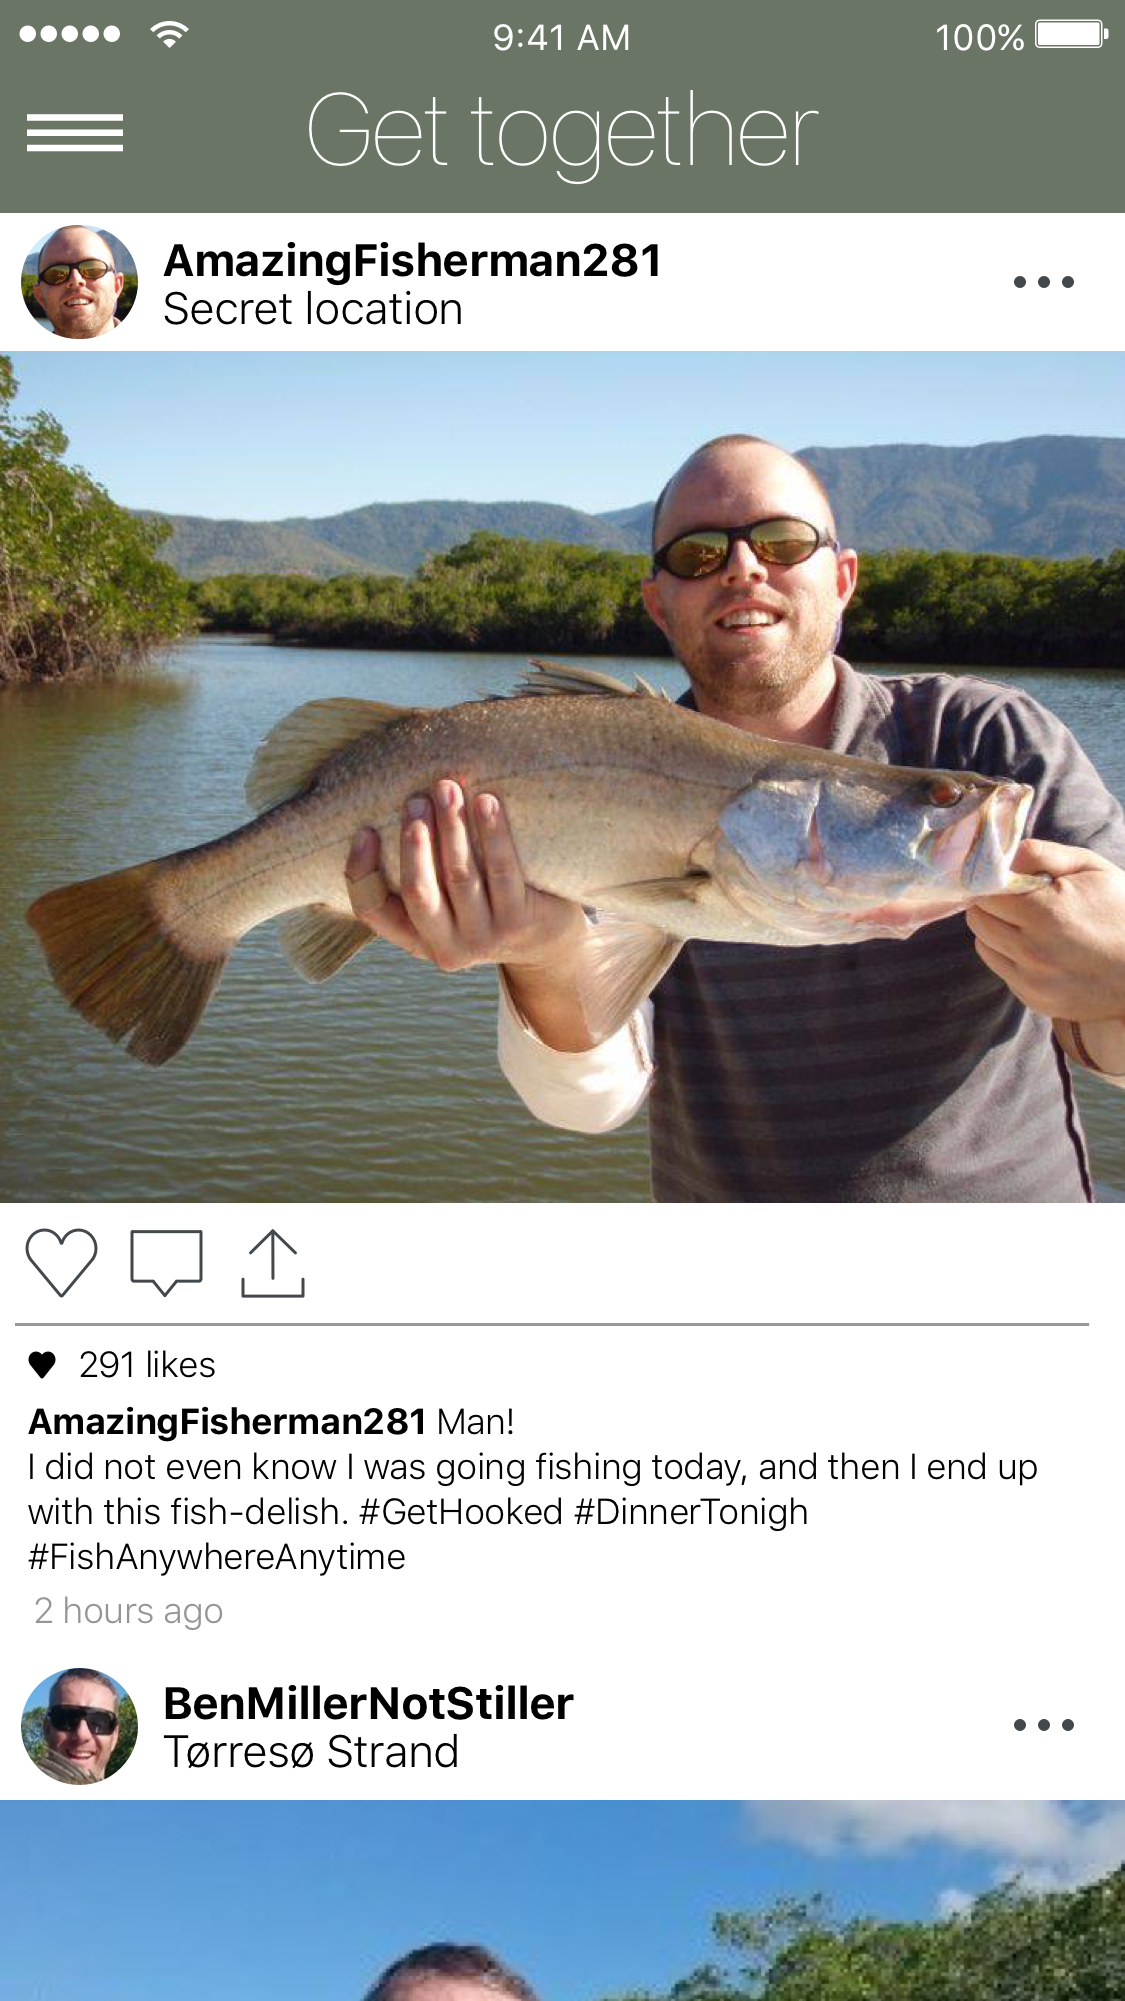 9:41 AM
100%
Get together
AmazingFisherman281
Secret location
291 likes
AmazingFisherman281 Man!
I did not even know I was going fishing today, and then I end up
with this fish-delish. #GetHooked #DinnerTonigh
#FishAnywhereAnytime
2 hours ago
BenMillerNotStiller
Tørresø Strand